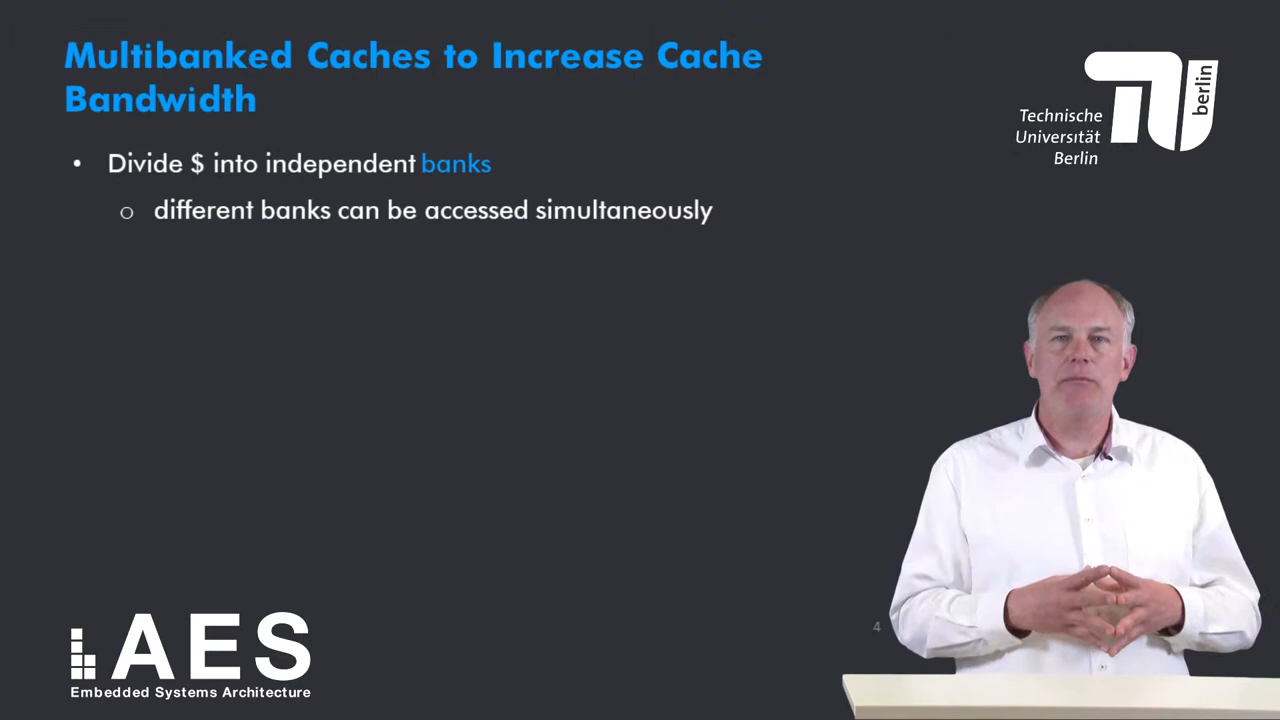 Multibanked Caches to Increase Cache
Bandwidth
• Divide $ into independent banks
o different banks can be accessed simultaneously
Technische
Universität
Berlin
berlin
4
AES
Embedded Systems Architecture